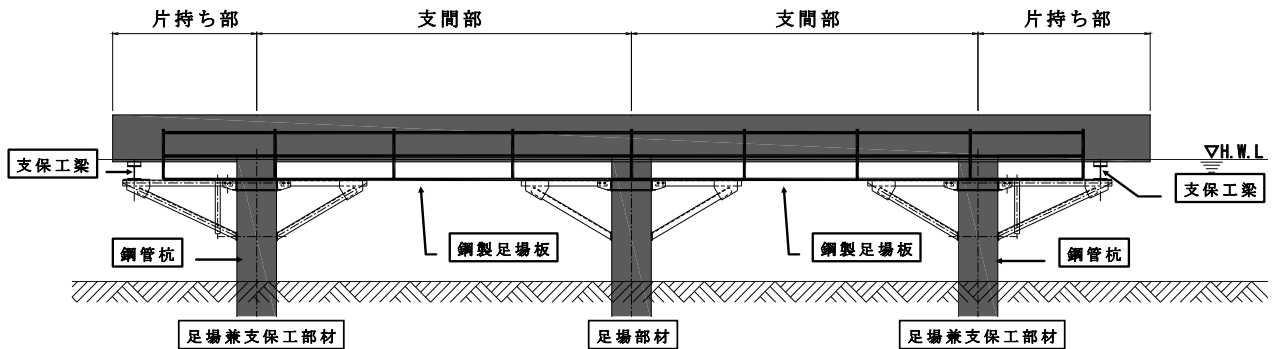 片持ち部
支間部
支間部
片持ち部
支保工梁
▽H.W.L
支保工梁
鋼管杭
鋼製足場板
鋼製足場板
鋼管杭
足場兼支保工部材
足場部材
足場兼支保工部材